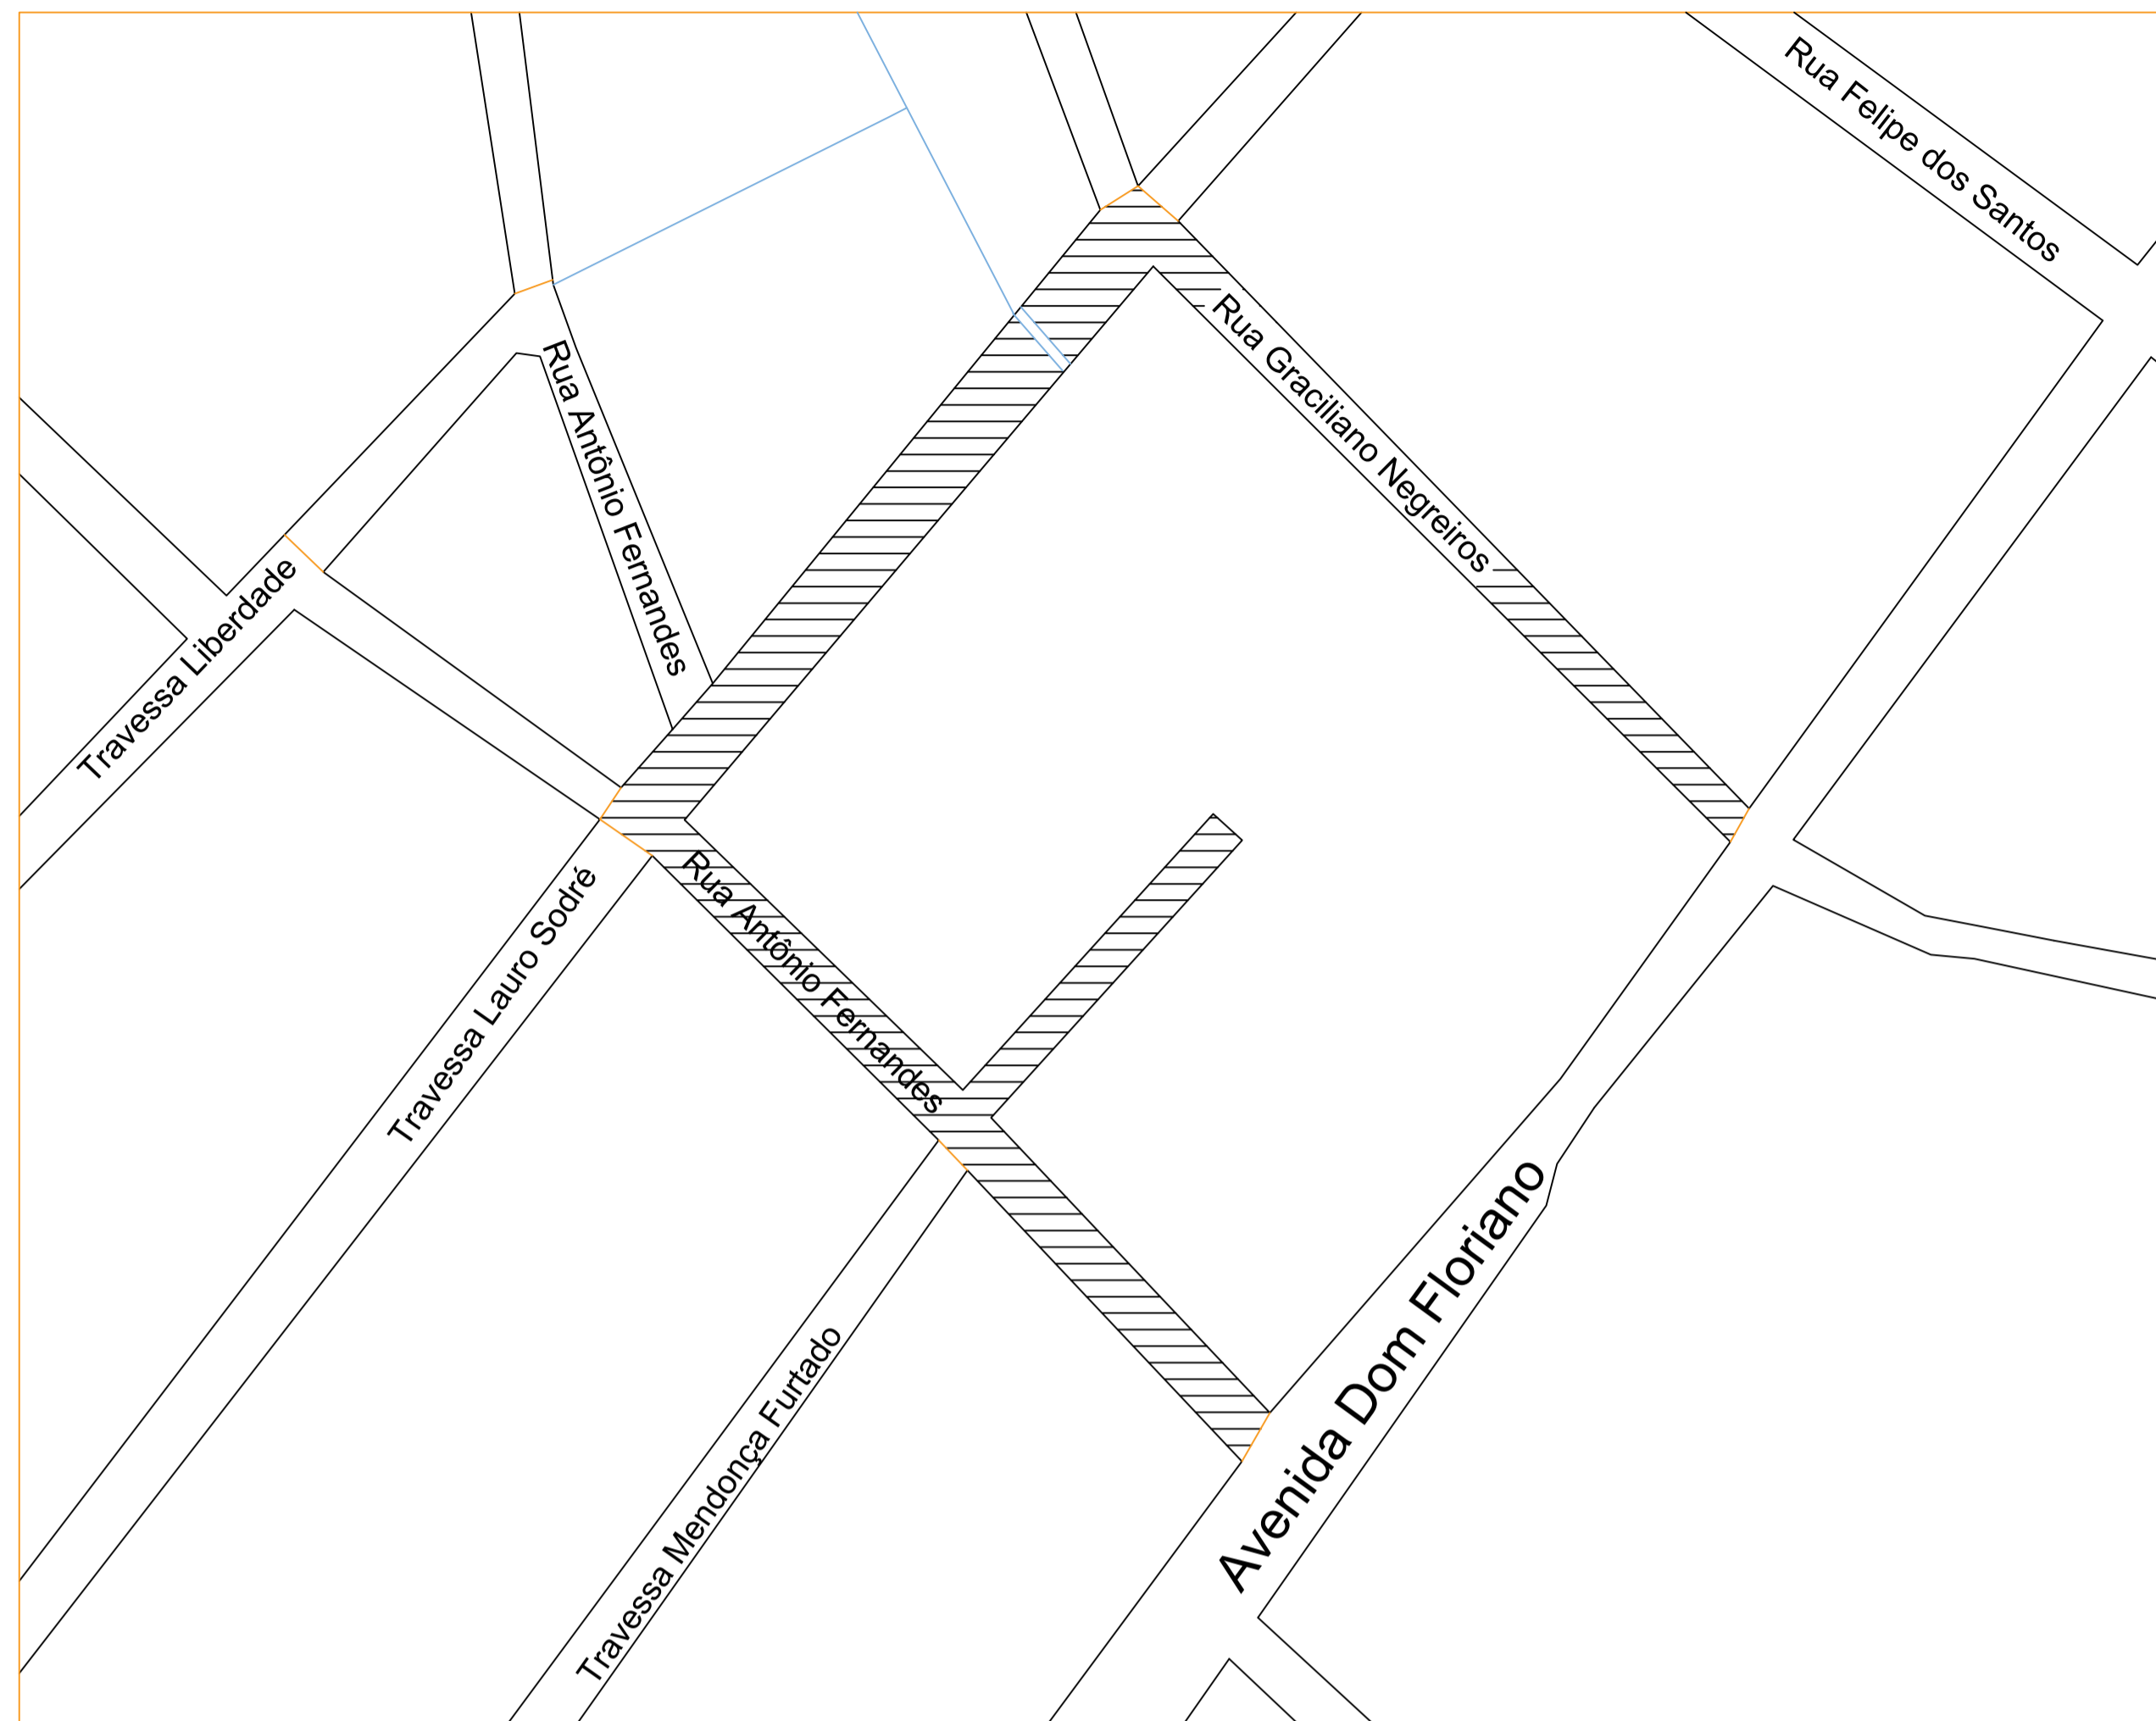 Rua Felipe dos Santos
Rua Graciliano Negreiros
Rua Antônio Fernandes
Travessa Liberdade
Rua Antônio Fernandes
Travessa Lauro Sodré
Avenida Dom Floriano
Travessa Mendonça Furtado